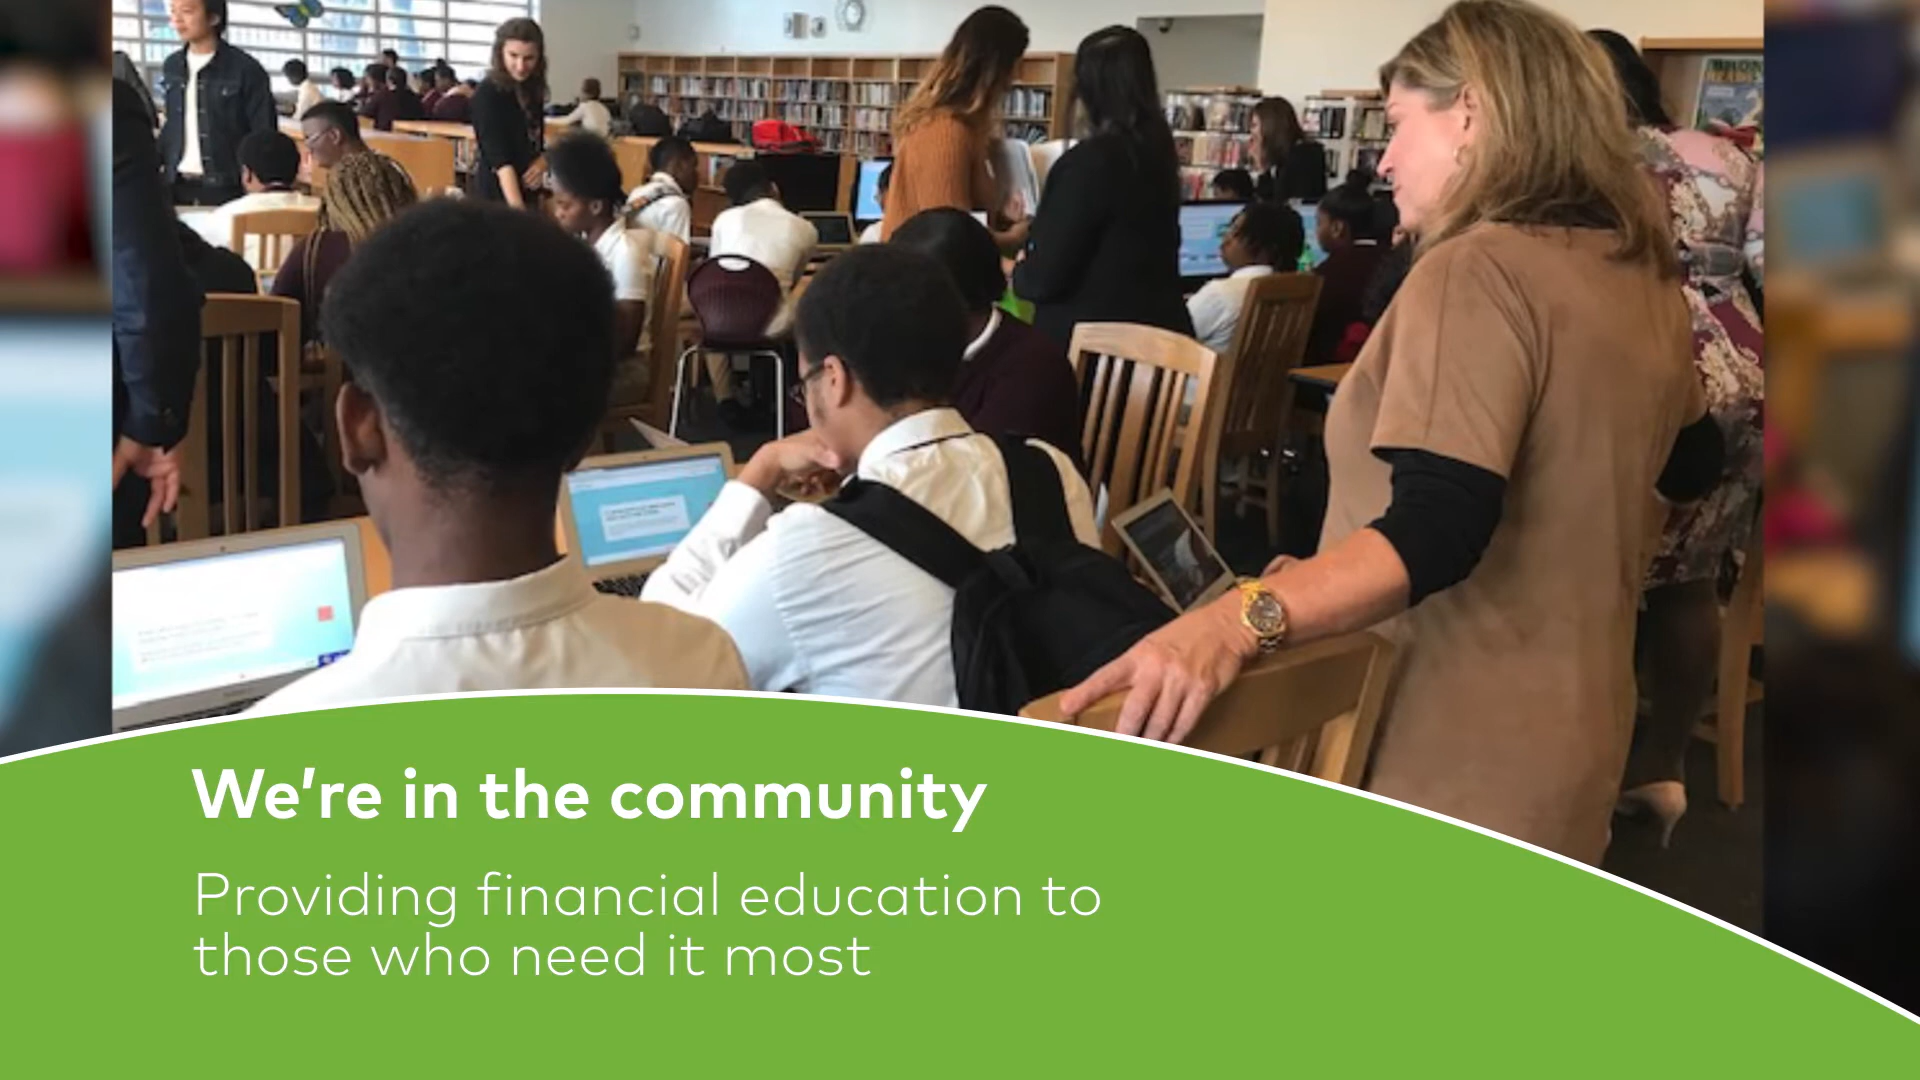 We're in the community
Providing financial education to
those who need it most